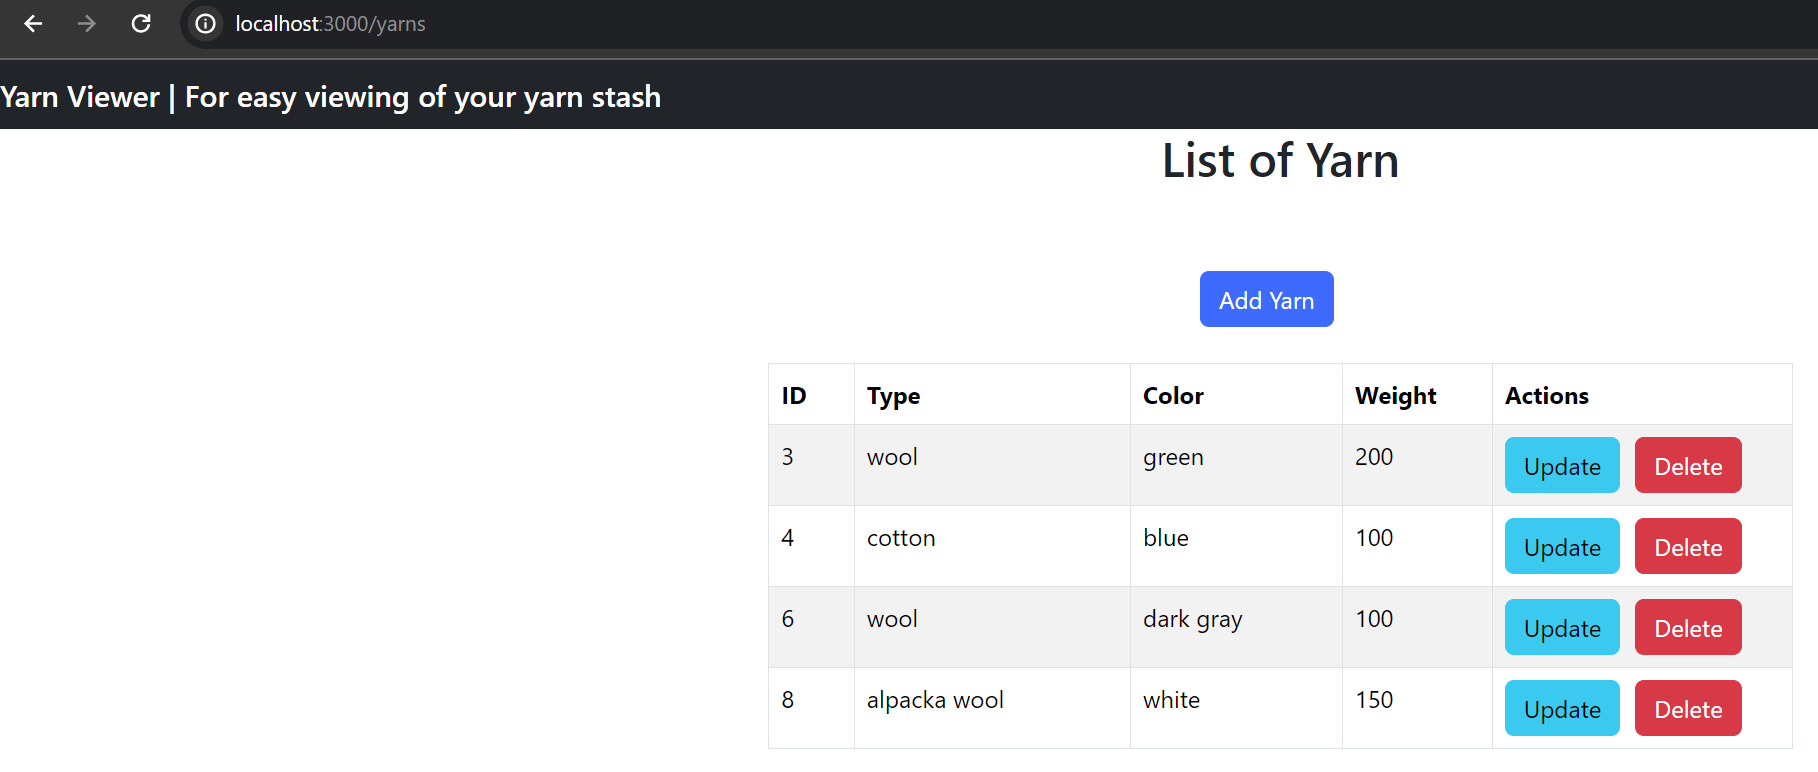 localhost:3000/yarns
Yarn Viewer | For easy viewing of your yarn stash
List of Yarn
Add Yarn
ID Type Color Weight Actions
3 wool green 200 Update Delete
4 cotton blue 100 Update Delete
6 wool dark gray 100 Update Delete
8 alpacka wool white 150 Update Delete